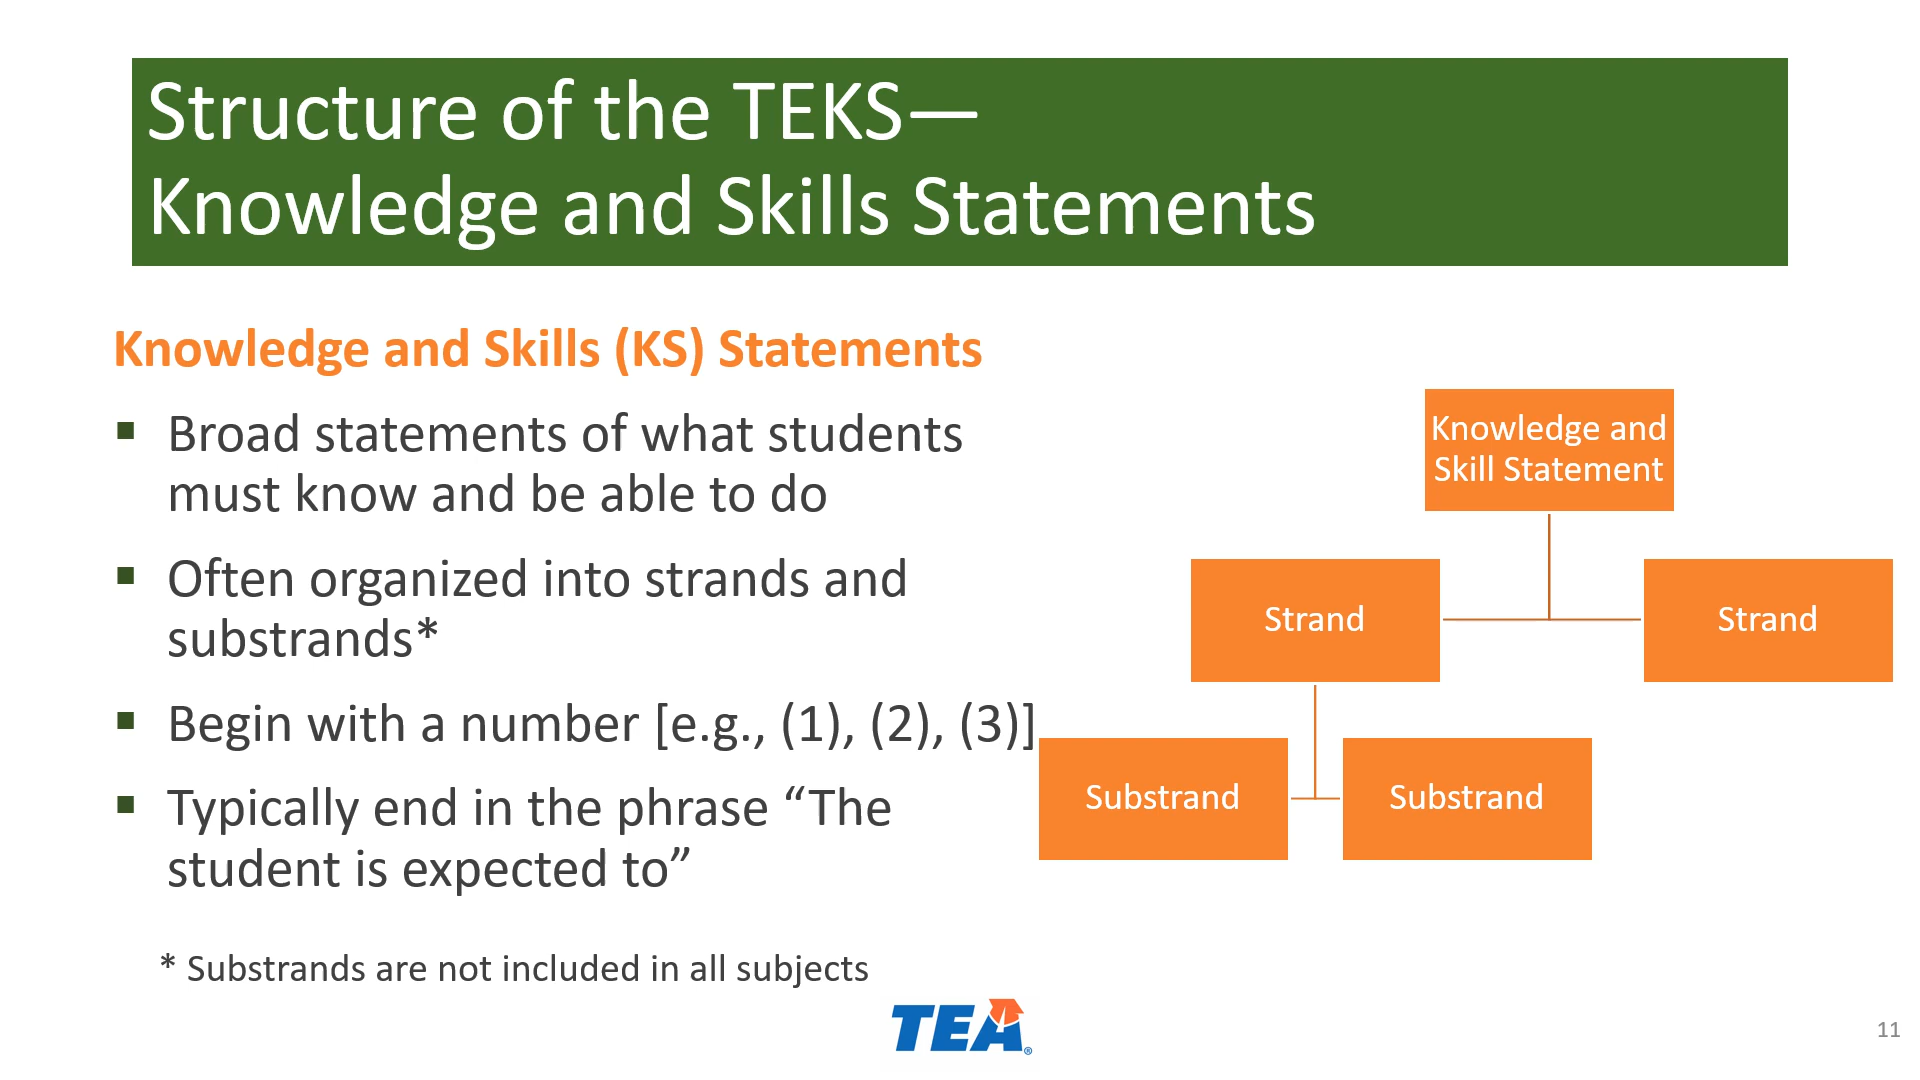 Structure of the TEKS—
Knowledge and Skills Statements
Knowledge and Skills (KS) Statements
▪ Broad statements of what students
must know and be able to do
▪ Often organized into strands and
substrands*
▪ Begin with a number [e.g., (1), (2), (3)]
▪ Typically end in the phrase “The
student is expected to”
* Substrands are not included in all subjects
Knowledge and
Skill Statement
Strand
Strand
Substrand
Substrand
TEA®
11